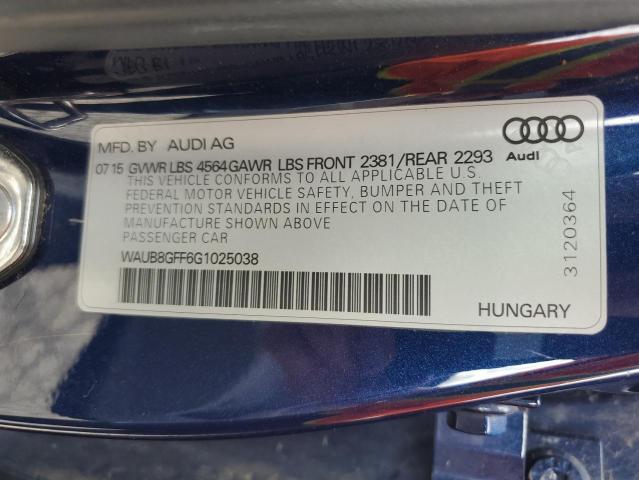 MFD. BY AUDI AG
07 15 GVWR LBS 4564 GAWR LBS FRONT 2381/REAR 2293
Audi
THIS VEHICLE CONFORMS TO ALL APPLICABLE U.S.
FEDERAL MOTOR VEHICLE SAFETY, BUMPER AND THEFT
PREVENTION STANDARDS IN EFFECT ON THE DATE OF
MANUFACTURE SHOWN ABOVE
PASSENGER CAR
WAUB8GFF6G1025038
3120364
HUNGARY